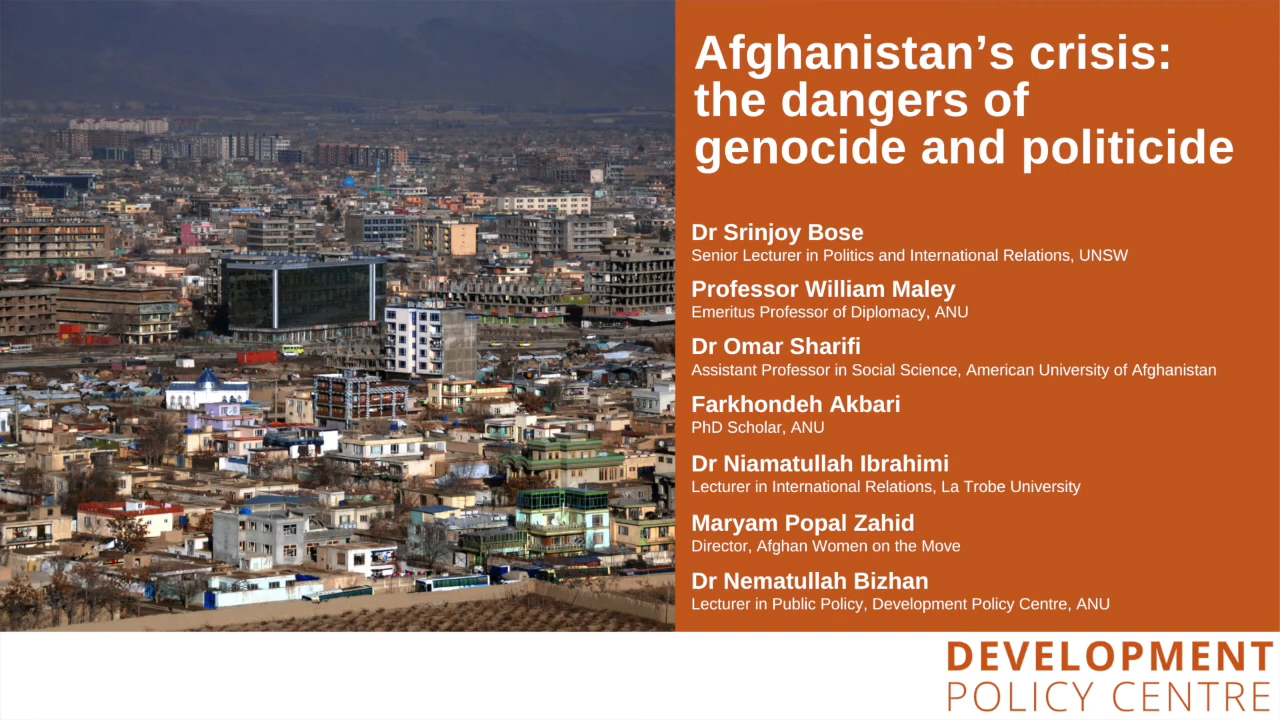 Afghanistan’s crisis:
the dangers of
genocide and politicide
Dr Srinjoy Bose
Senior Lecturer in Politics and International Relations, UNSW
Professor William Maley
Emeritus Professor of Diplomacy, ANU
Dr Omar Sharifi
Assistant Professor in Social Science, American University of Afghanistan
Farkhondeh Akbari
PhD Scholar, ANU
Dr Niamatullah Ibrahimi
Lecturer in International Relations, La Trobe University
Maryam Popal Zahid
Director, Afghan Women on the Move
Dr Nematullah Bizhan
Lecturer in Public Policy, Development Policy Centre, ANU
DEVELOPMENT
POLICY CENTRE